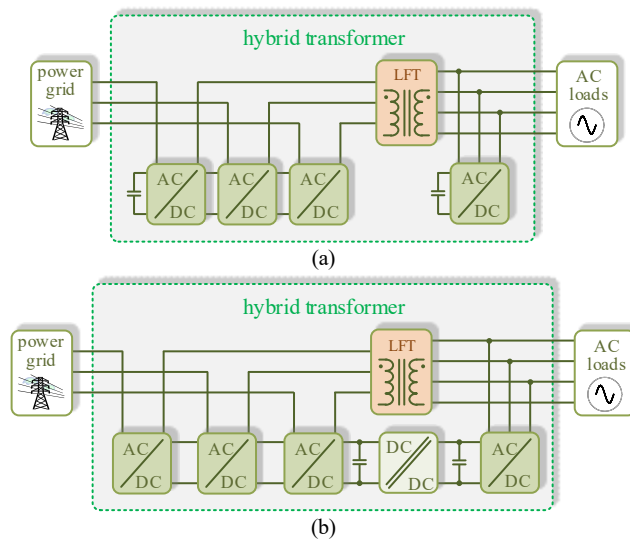 hybrid transformer
power
grid
LFT
AC
loads
AC
DC
AC
DC
AC
DC
AC
DC
(a)
hybrid transformer
power
grid
LFT
AC
loads
AC
DC
AC
DC
AC
DC
DC
DC
AC
DC
(b)